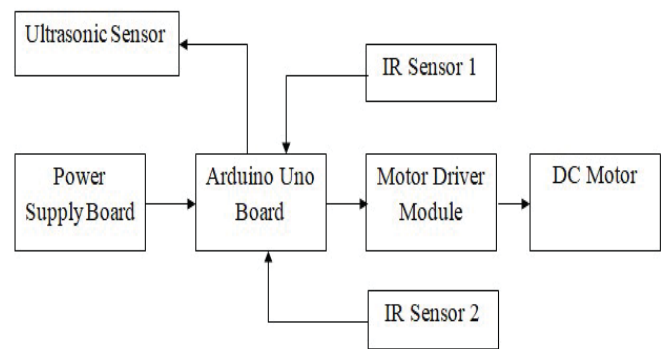 Ultrasonic Sensor
IR Sensor 1
Power
Supply Board
Arduino Uno
Board
Motor Driver
Module
DC Motor
IR Sensor 2